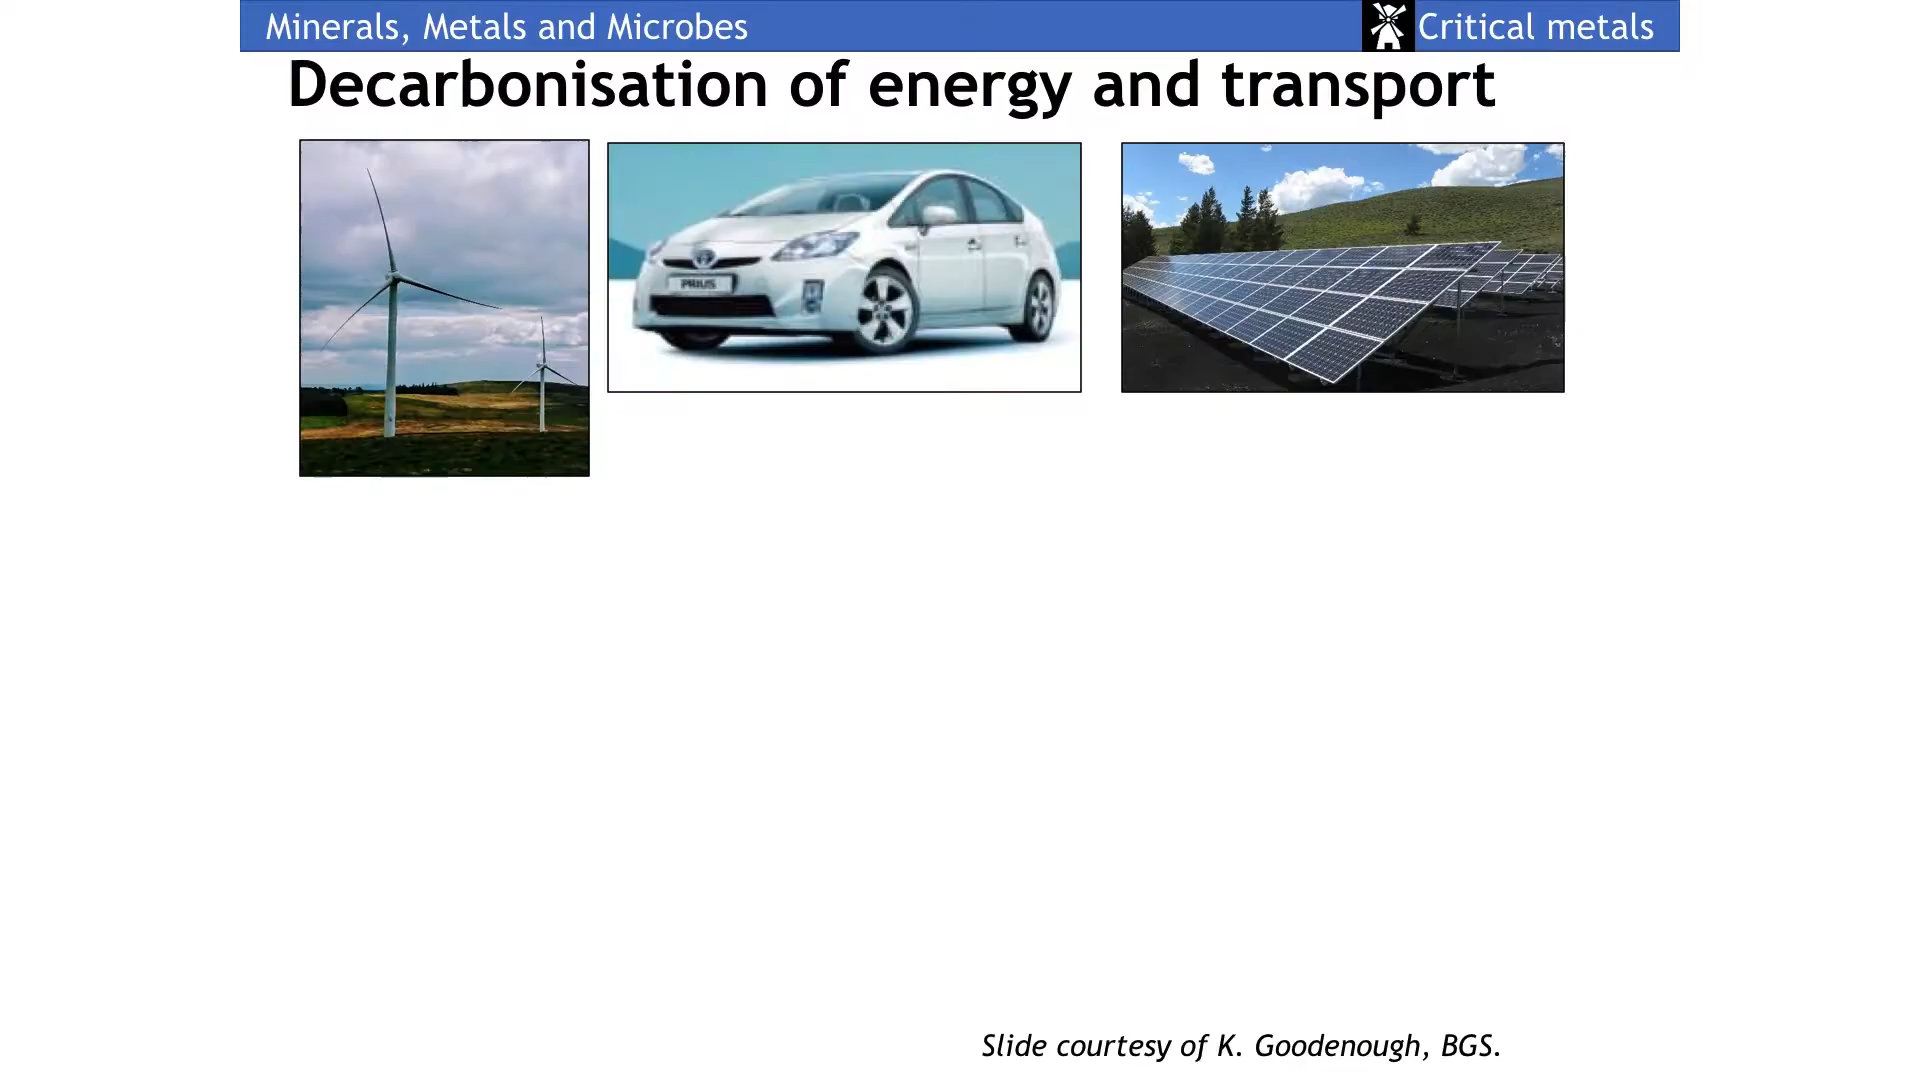 Minerals, Metals and Microbes
Critical metals
Decarbonisation of energy and transport
PRIUS
Slide courtesy of K. Goodenough, BGS.